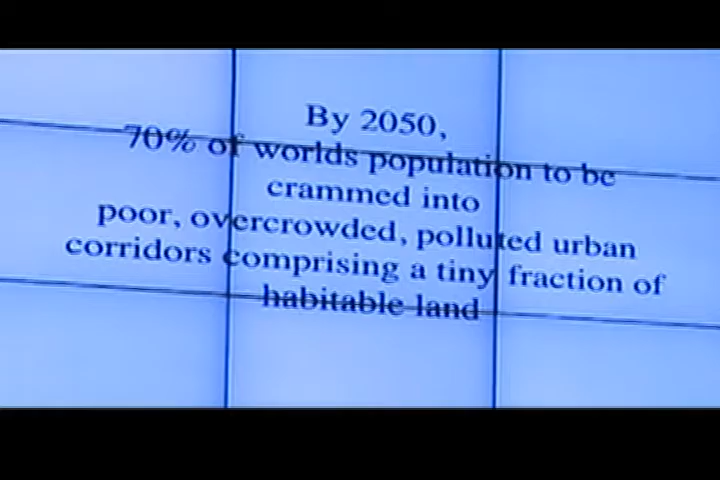 By 2050,
70% of worlds population to be
crammed into
poor, overcrowded, polluted urban
corridors comprising a tiny fraction of
habitable land